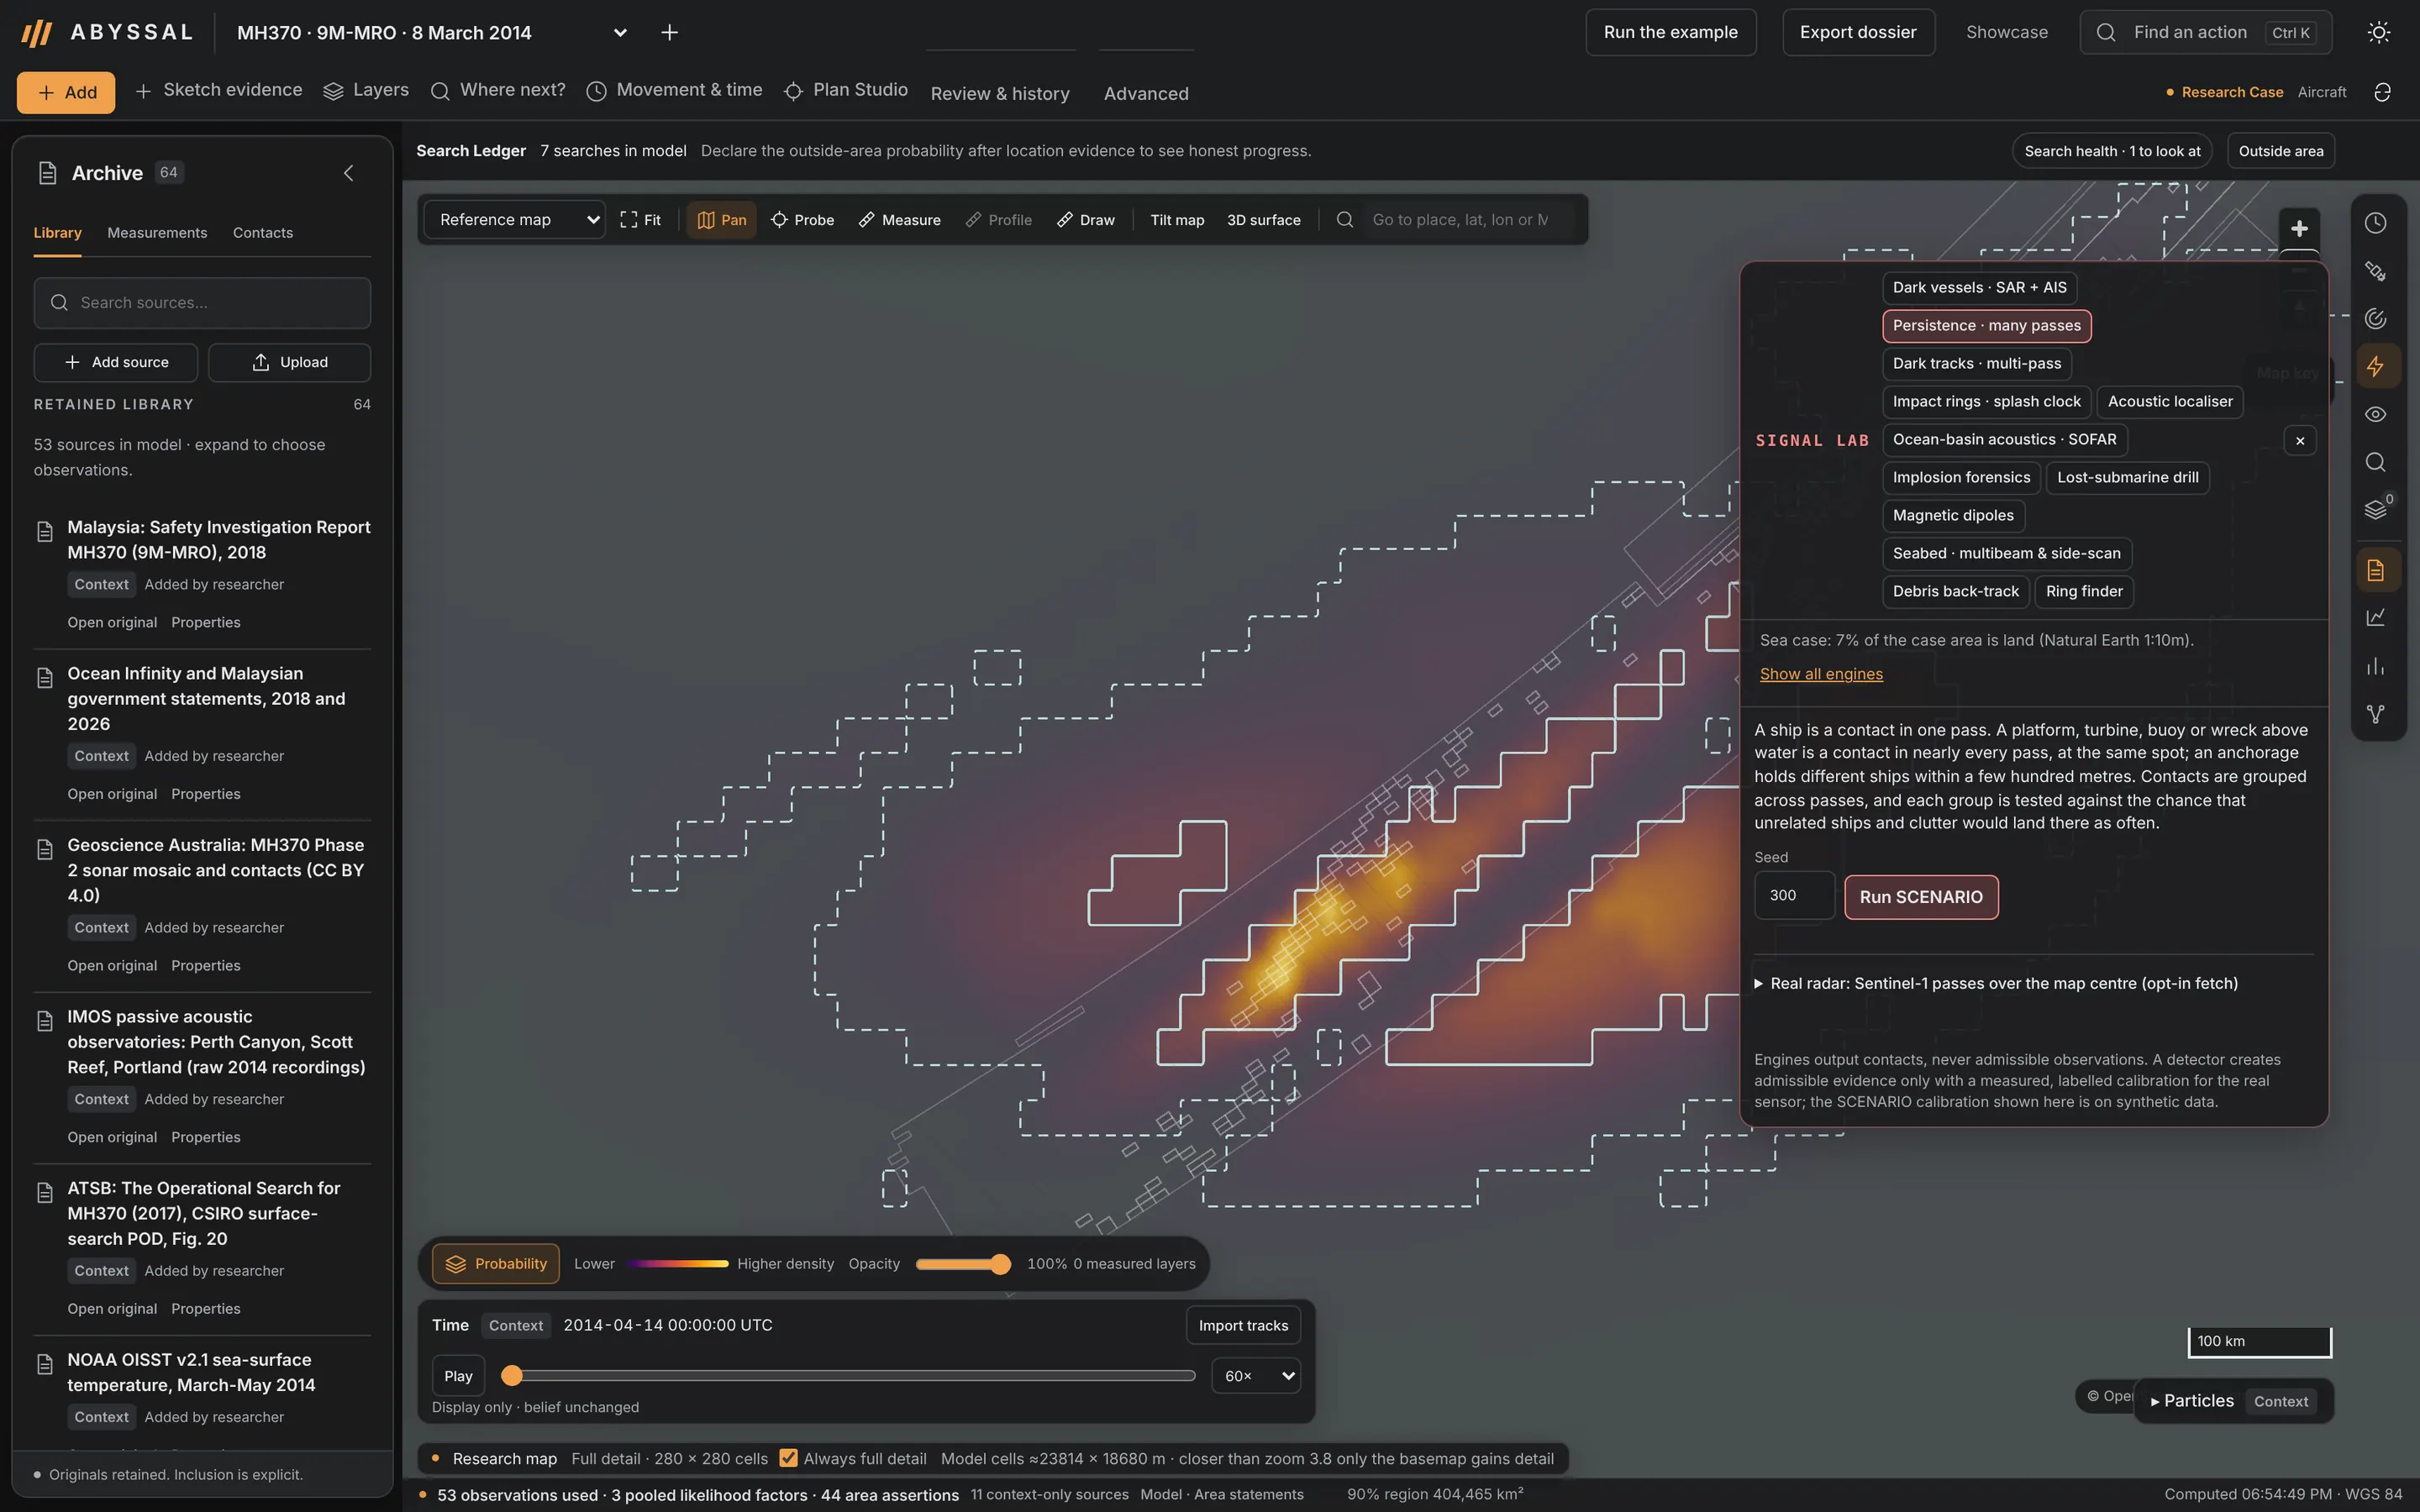 ABYSSAL
MH370 · 9M-MRO · 8 March 2014
Run the example
Export dossier
Showcase
Find an action
Ctrl K
Add
Sketch evidence
Layers
Where next?
Movement & time
Plan Studio
Review & history
Advanced
Research Case
Aircraft
Archive 64
Library
Measurements
Contacts
Search sources...
Add source
Upload
RETAINED LIBRARY 64
53 sources in model · expand to choose
observations.
Malaysia: Safety Investigation Report
MH370 (9M-MRO), 2018
Context Added by researcher
Open original Properties
Ocean Infinity and Malaysian
government statements, 2018 and
2026
Context Added by researcher
Open original Properties
Geoscience Australia: MH370 Phase
2 sonar mosaic and contacts (CC BY
4.0)
Context Added by researcher
Open original Properties
IMOS passive acoustic
observatories: Perth Canyon, Scott
Reef, Portland (raw 2014 recordings)
Context Added by researcher
Open original Properties
ATSB: The Operational Search for
MH370 (2017), CSIRO surface-
search POD, Fig. 20
Context Added by researcher
Open original Properties
NOAA OISST v2.1 sea-surface
temperature, March-May 2014
Context Added by researcher
Originals retained. Inclusion is explicit.
Search Ledger 7 searches in model Declare the outside-area probability after location evidence to see honest progress.
Search health · 1 to look at
Outside area
Reference map
Fit
Pan
Probe
Measure
Profile
Draw
Tilt map
3D surface
Go to place, lat, lon or M
Map key
0
SIGNAL LAB
Dark vessels · SAR + AIS
Persistence · many passes
Dark tracks · multi-pass
Impact rings · splash clock
Acoustic localiser
Ocean-basin acoustics · SOFAR
Implosion forensics
Lost-submarine drill
Magnetic dipoles
Seabed · multibeam & side-scan
Debris back-track
Ring finder
Sea case: 7% of the case area is land (Natural Earth 1:10m).
Show all engines
A ship is a contact in one pass. A platform, turbine, buoy or wreck above
water is a contact in nearly every pass, at the same spot; an anchorage
holds different ships within a few hundred metres. Contacts are grouped
across passes, and each group is tested against the chance that
unrelated ships and clutter would land there as often.
Seed
300
Run SCENARIO
Real radar: Sentinel-1 passes over the map centre (opt-in fetch)
Engines output contacts, never admissible observations. A detector creates
admissible evidence only with a measured, labelled calibration for the real
sensor; the SCENARIO calibration shown here is on synthetic data.
Probability
Lower
Higher density
Opacity
100%
0 measured layers
Time Context 2014-04-14 00:00:00 UTC
Import tracks
Play
60×
Display only · belief unchanged
100 km
© Oper
Particles Context
Research map Full detail · 280 × 280 cells Always full detail Model cells ≈23814 × 18680 m · closer than zoom 3.8 only the basemap gains detail
53 observations used · 3 pooled likelihood factors · 44 area assertions 11 context-only sources Model · Area statements 90% region 404,465 km²
Computed 06:54:49 PM · WGS 84